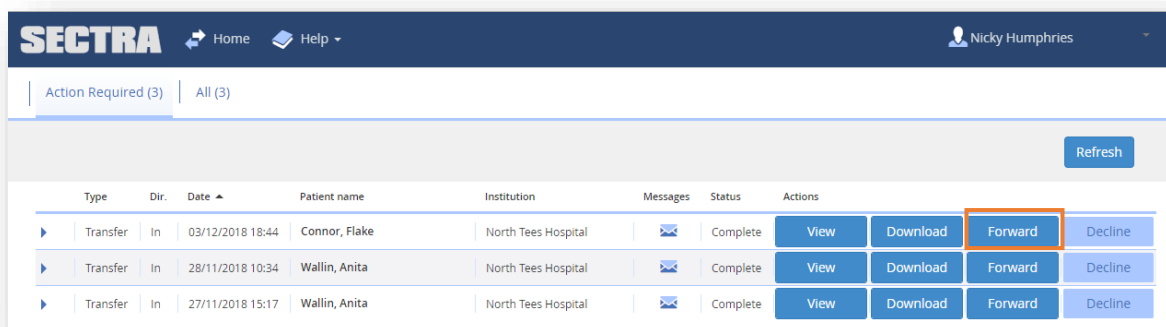 SECTRA Home Help Nicky Humphries
Action Required (3) All (3)
Refresh
Type Dir. Date Patient name Institution Messages Status Actions
Transfer In 03/12/2018 18:44 Connor, Flake North Tees Hospital Complete View Download Forward Decline
Transfer In 28/11/2018 10:34 Wallin, Anita North Tees Hospital Complete View Download Forward Decline
Transfer In 27/11/2018 15:17 Wallin, Anita North Tees Hospital Complete View Download Forward Decline